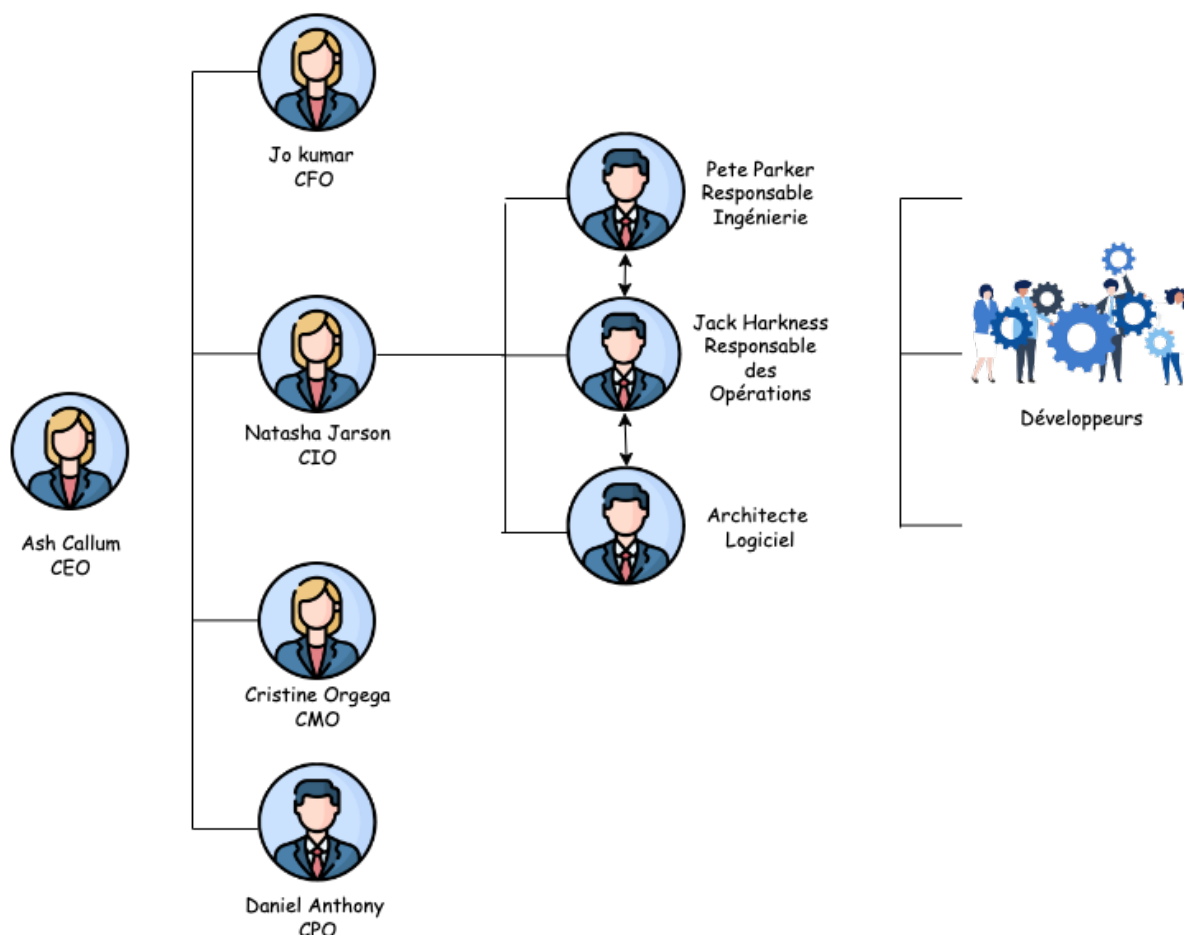 Jo kumar
CFO
Pete Parker
Responsable
Ingénierie
Jack Harkness
Responsable
des
Opérations
Développeurs
Natasha Jarson
CIO
Architecte
Logiciel
Ash Callum
CEO
Cristine Orgega
CMO
Daniel Anthony
CPO